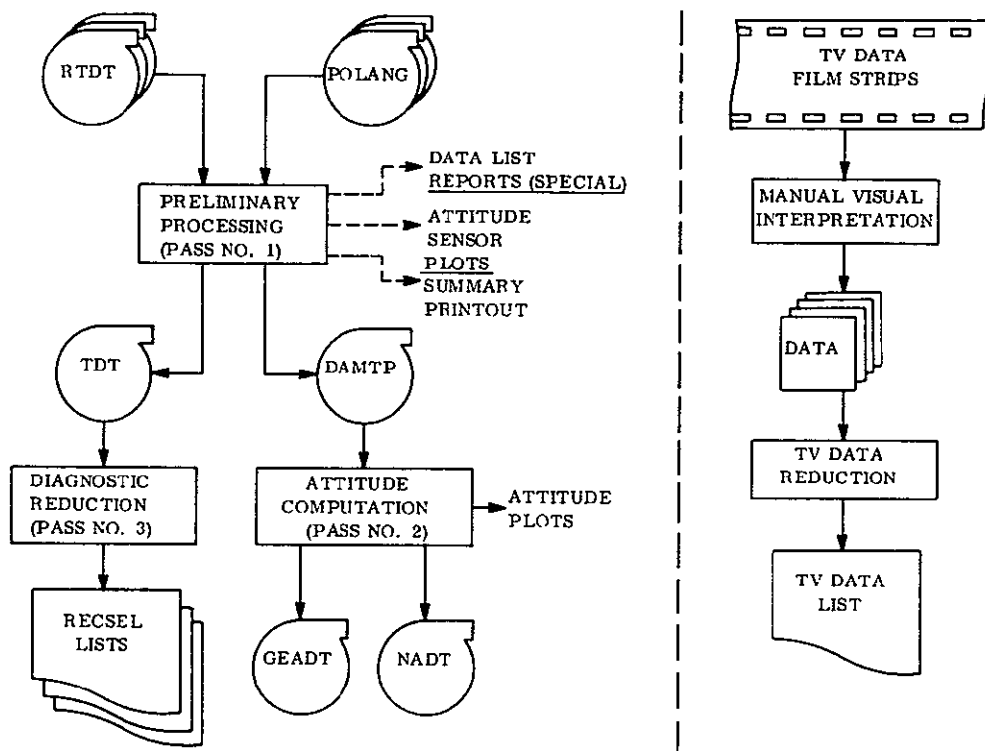 RTDT
POLANG
DATA LIST
REPORTS (SPECIAL)
PRELIMINARY
PROCESSING
(PASS NO. 1)
ATTITUDE
SENSOR
PLOTS
SUMMARY
PRINTOUT
TDT
DAMTP
DIAGNOSTIC
REDUCTION
(PASS NO. 3)
ATTITUDE
COMPUTATION
(PASS NO. 2)
ATTITUDE
PLOTS
RECSEL
LISTS
GEADT
NADT
TV DATA
FILM STRIPS
MANUAL VISUAL
INTERPRETATION
DATA
TV DATA
REDUCTION
TV DATA
LIST